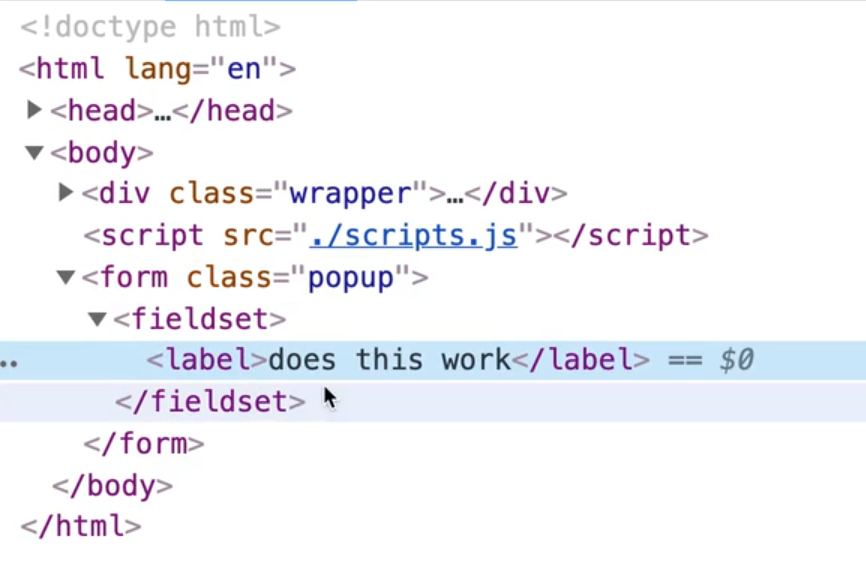 <!doctype html>
<html lang="en">
<head>…</head>
<body>
<div class="wrapper">…</div>
<script src="./scripts.js"></script>
<form class="popup">
<fieldset>
<label>does this work</label> == $0
</fieldset>
</form>
</body>
</html>